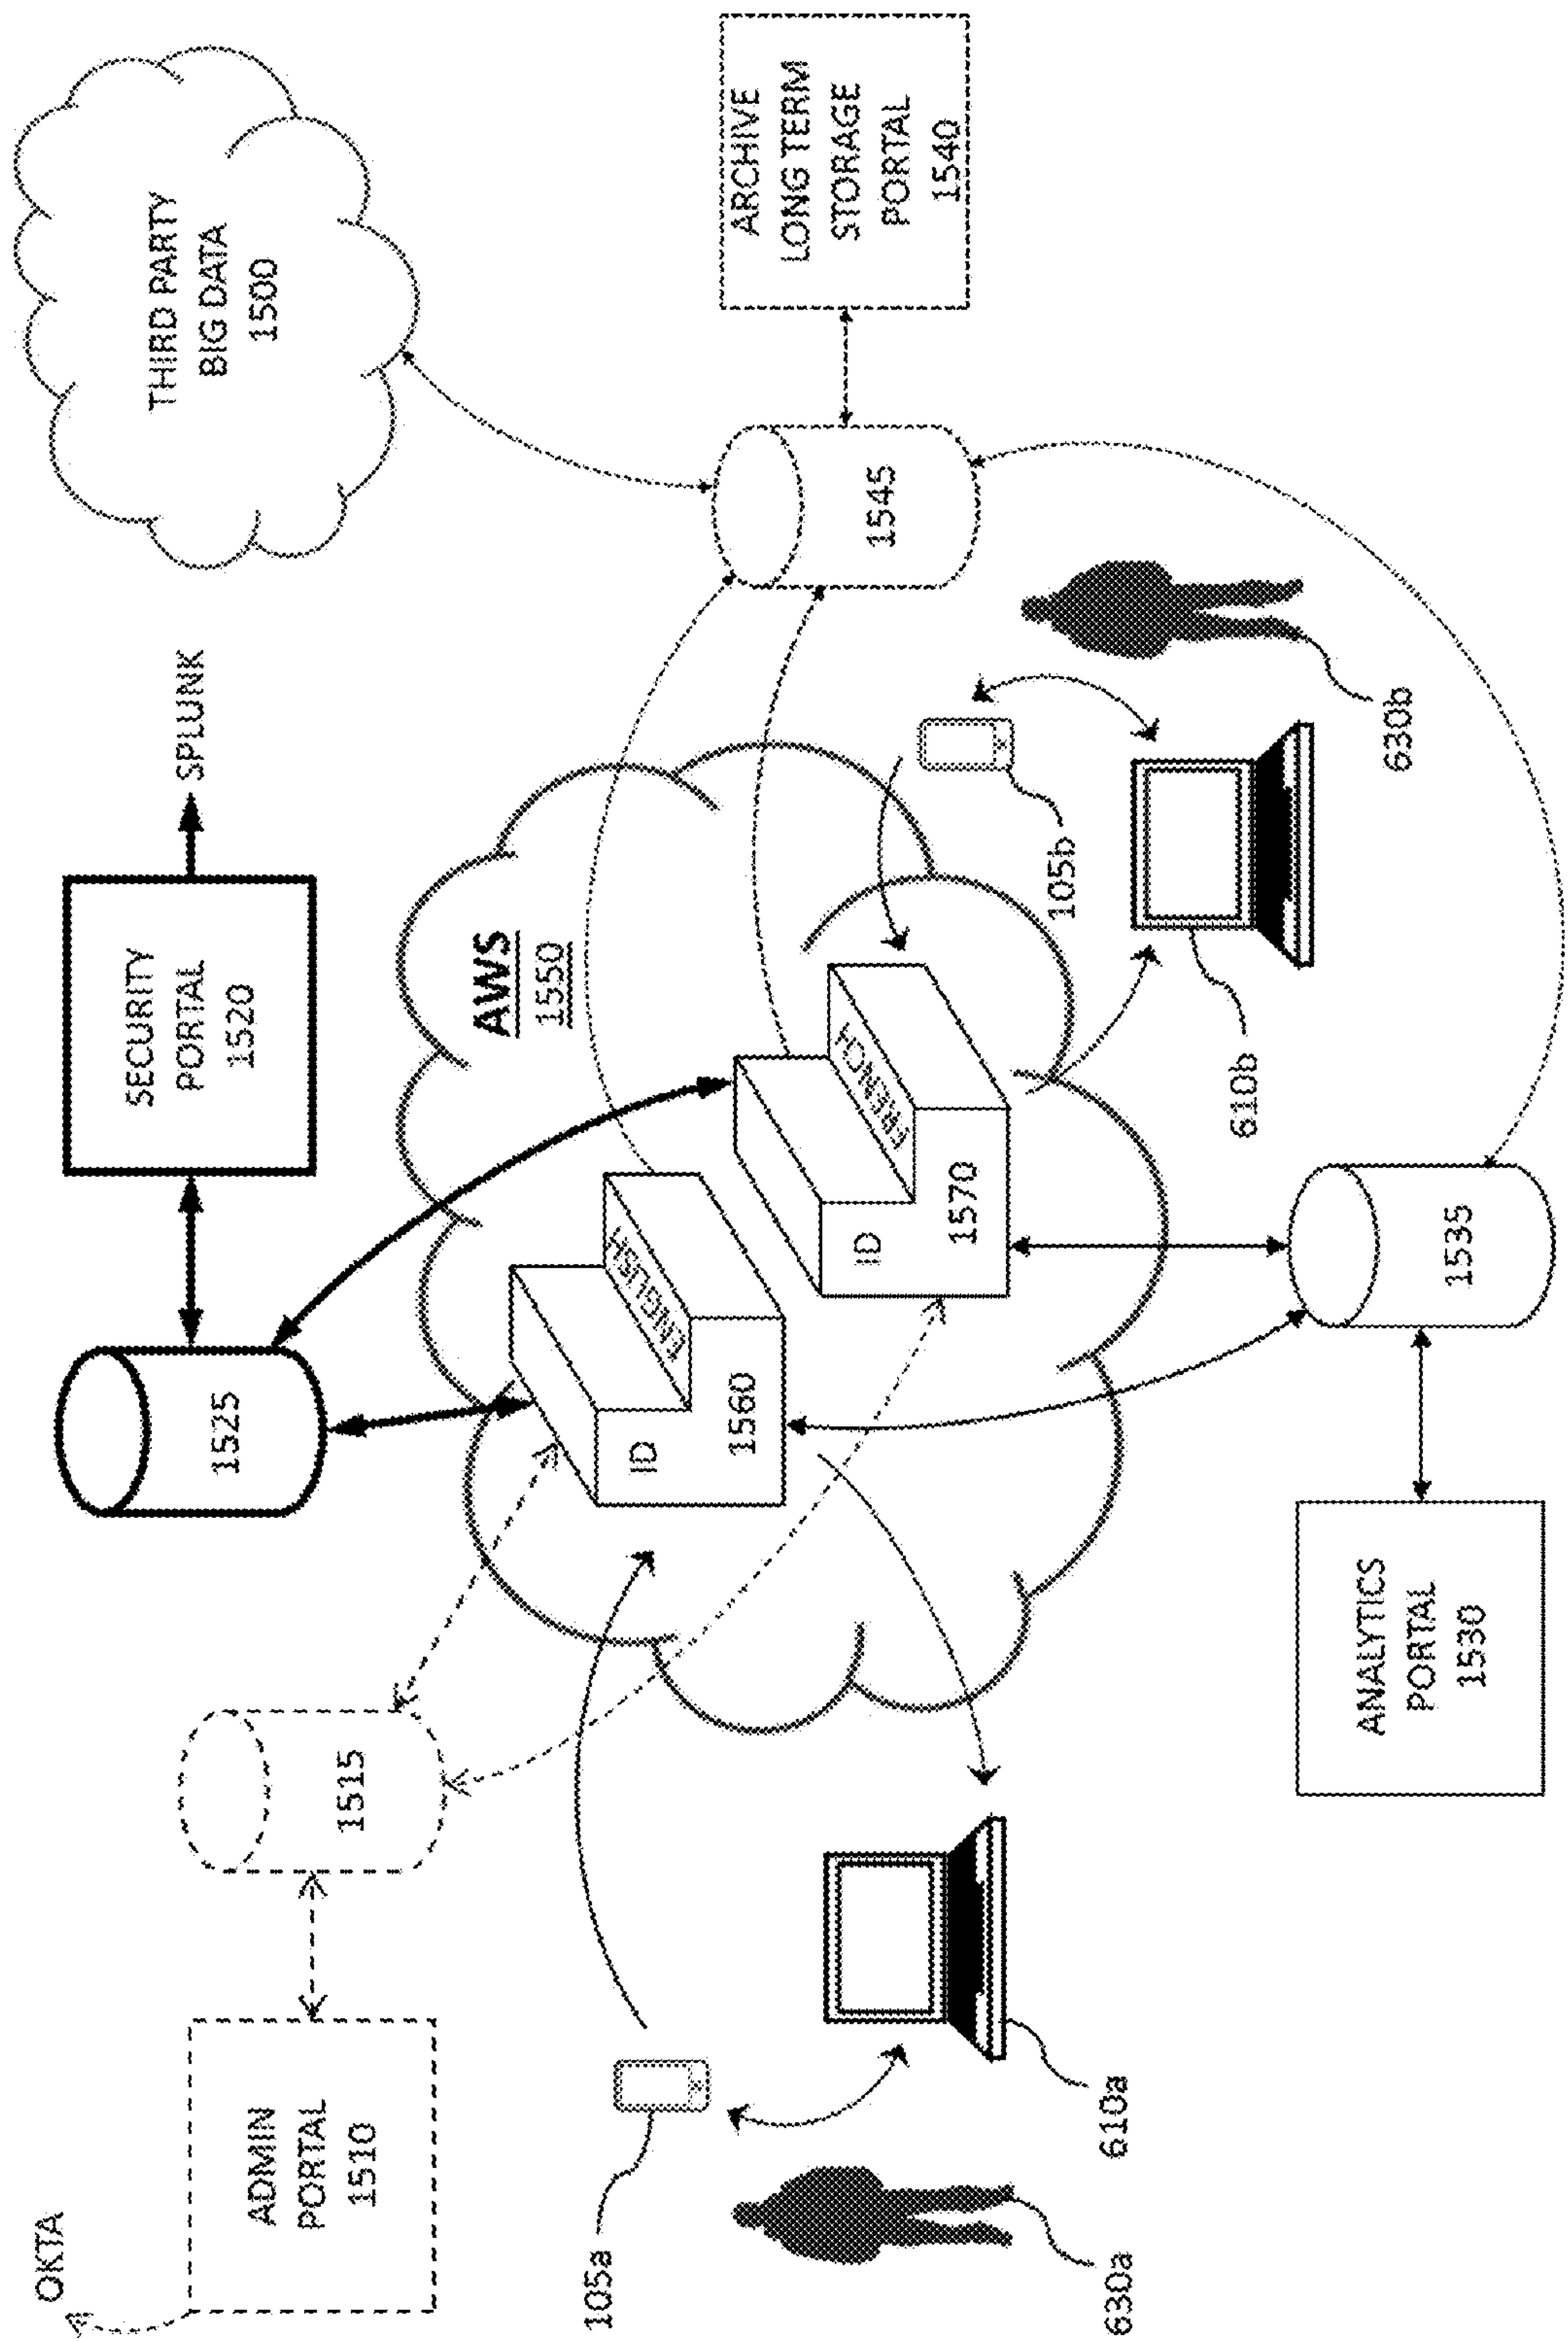 OKTA
ADMIN
PORTAL
1510
1515
1525
SECURITY
PORTAL
1520
SPLUNK
THIRD PARTY
BIG DATA
1500
AWS
1550
ENGLISH
ID
1560
FRENCH
ID
1570
1545
ARCHIVE
LONG TERM
STORAGE
PORTAL
1540
105a
630a
610a
105b
610b
630b
ANALYTICS
PORTAL
1530
1535